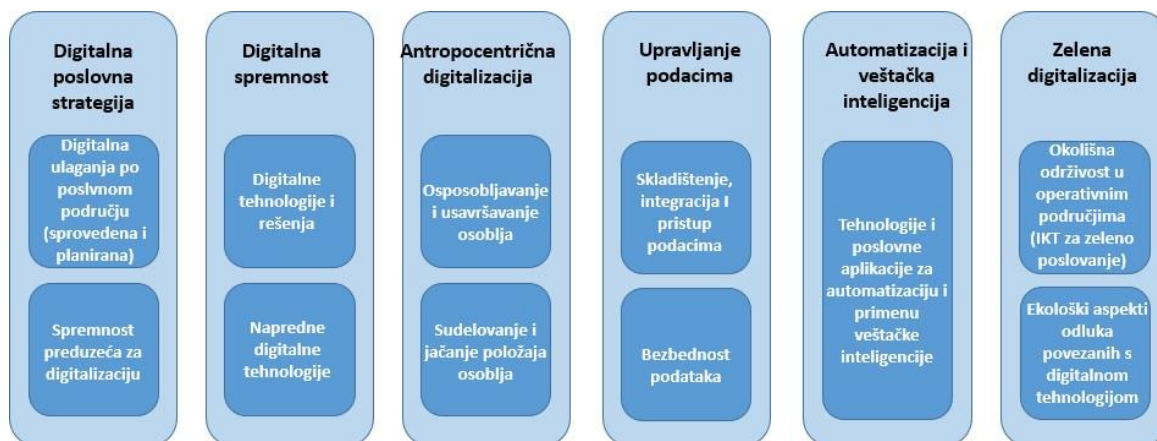 Digitalna
poslovna
strategija
Digitalna
ulaganja po
poslvnom
području
(sprovedena i
planirana)
Spremnost
preduzeća za
digitalizaciju
Digitalna
spremnost
Digitalne
tehnologije i
rešenja
Napredne
digitalne
tehnologije
Antropocentrična
digitalizacija
Osposobljavanje
i usavršavanje
osoblja
Sudelovanje i
jačanje položaja
osoblja
Upravljanje
podacima
Skladištenje,
integracija I
pristup
podacima
Bezbednost
podataka
Automatizacija i
veštačka
inteligencija
Tehnologije i
poslovne
aplikacije za
automatizaciju i
primenu
veštačke
inteligencije
Zelena
digitalizacija
Okolišna
održivost u
operativnim
područjima
(IKT za zeleno
poslovanje)
Ekološki aspekti
odluka
povezanih s
digitalnom
tehnologijom